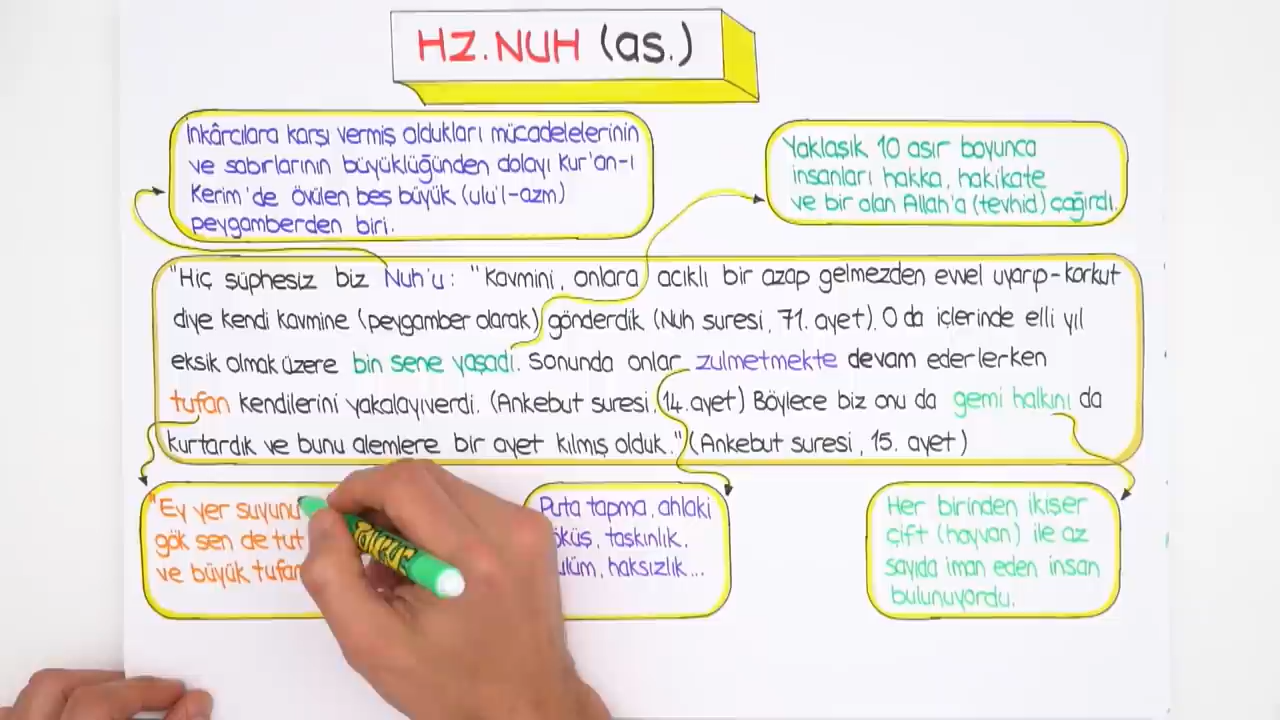 HZ. NUH (as.)
İnkârcılara karşı vermiş oldukları mücadelelerinin
ve sabırlarının büyüklüğünden dolayı Kur'an-ı
Kerim'de övülen beş büyük (ulu'l-azm)
peygamberden biri.
Yaklaşık 10 asır boyunca
insanları hakka, hakikate
ve bir olan Allah'a (tevhid) çağırdı.
"Hiç şüphesiz biz Nuh'u: "Kavmini, onlara acıklı bir azap gelmezden evvel uyarıp-korkut
diye kendi kavmine (peygamber olarak) gönderdik (Nuh suresi, 71. ayet). O da içlerinde elli yıl
eksik olmak üzere bin sene yaşadı. Sonunda onlar zulmetmekte devam ederlerken
tufan kendilerini yakalayıverdi. (Ankebut suresi, 14. ayet) Böylece biz onu da gemi halkını da
kurtardık ve bunu alemlere bir ayet kılmış olduk." (Ankebut suresi, 15. ayet)
"Ey yer suyunu
gök sen de tut
ve büyük tufan
Puta tapma, ahlaki
taşkınlık,
haksızlık...
Her birinden ikişer
çift (hayvan) ile az
sayıda iman eden insan
bulunuyordu.